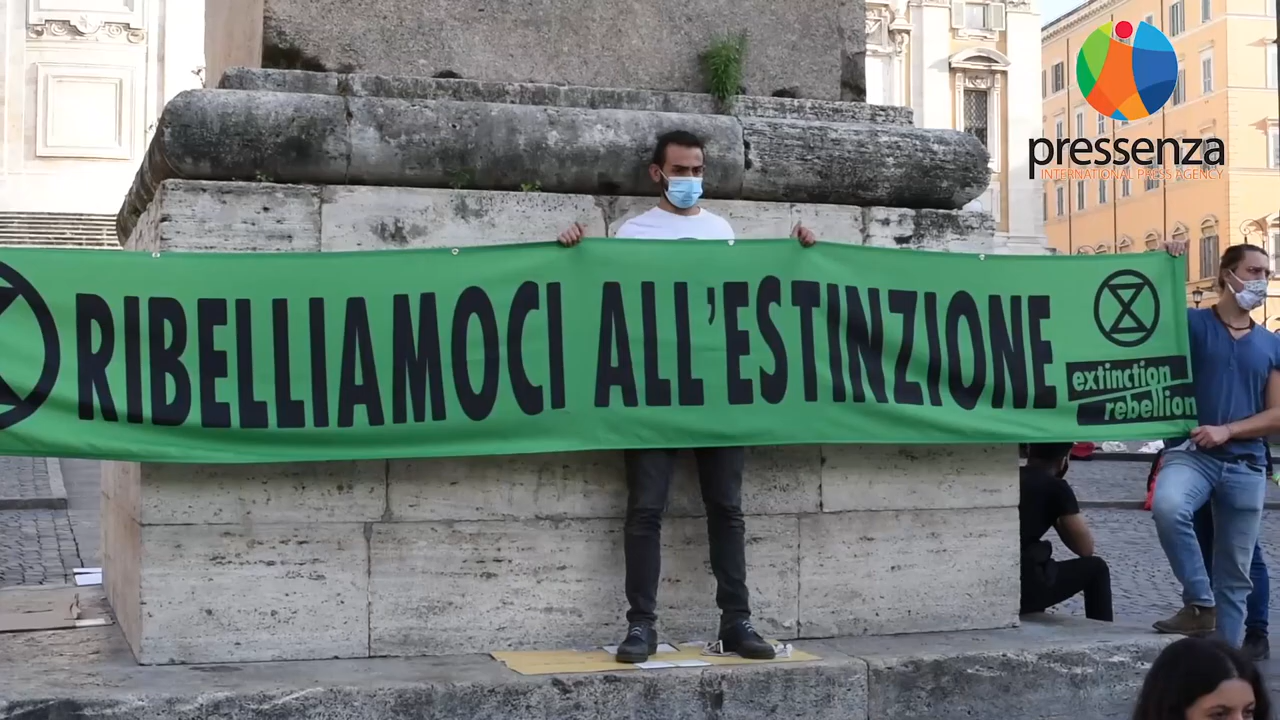 pressenza
INTERNATIONAL PRESS AGENCY
RIBELLIAMOCI ALL'ESTINZIONE
extinction
rebellion